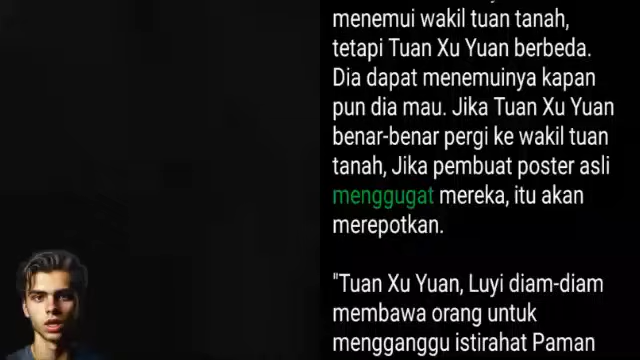 menemui wakil tuan tanah,
tetapi Tuan Xu Yuan berbeda.
Dia dapat menemuinya kapan
pun dia mau. Jika Tuan Xu Yuan
benar-benar pergi ke wakil tuan
tanah, Jika pembuat poster asli
menggugat mereka, itu akan
merepotkan.
"Tuan Xu Yuan, Luyi diam-diam
membawa orang untuk
mengganggu istirahat Paman